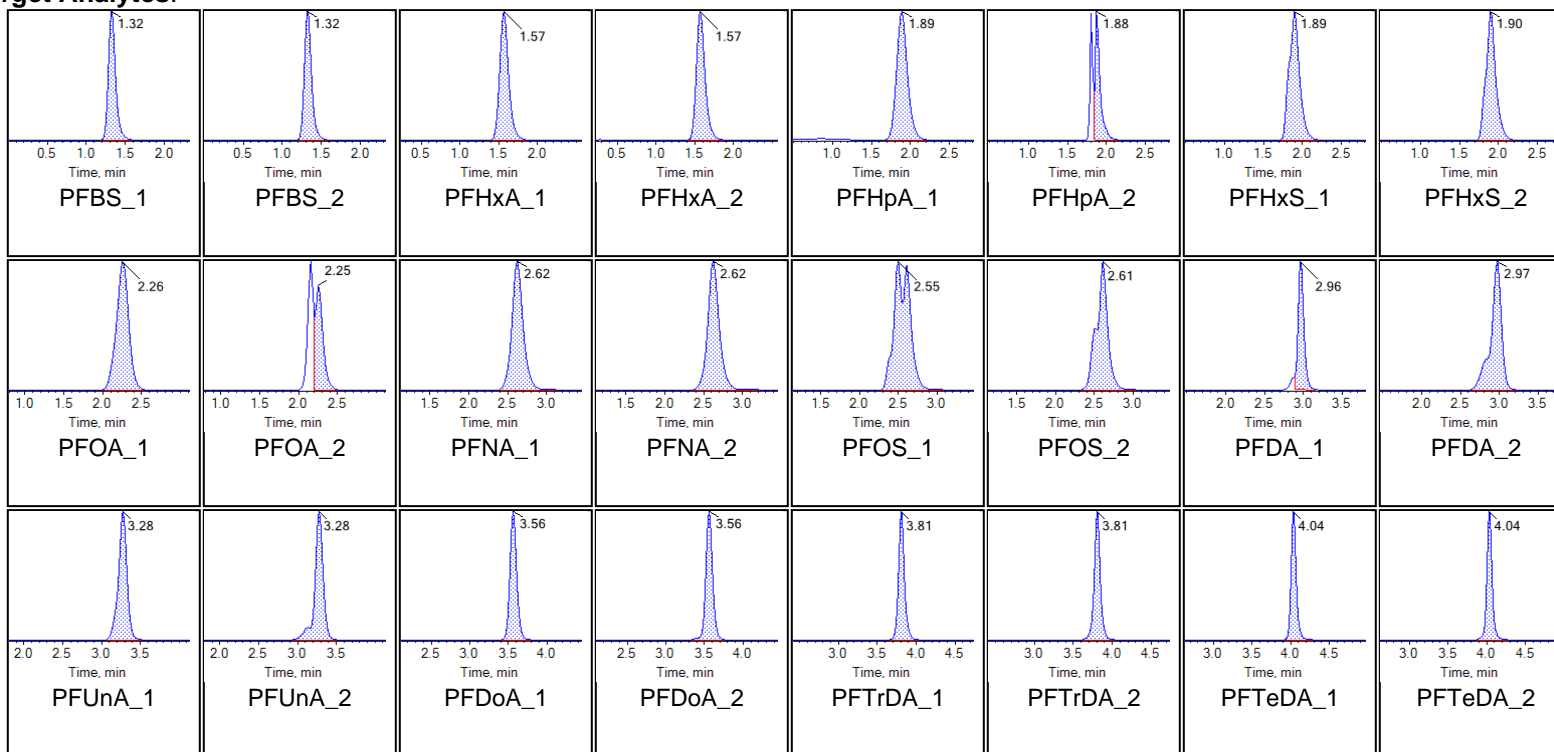 rget Analytes:
1.32 1.32 1.57 1.57 1.89 1.88 1.89 1.90
0.5 1.0 1.5 2.0 0.5 1.0 1.5 2.0 0.5 1.0 1.5 2.0 0.5 1.0 1.5 2.0 1.0 1.5 2.0 2.5 1.0 1.5 2.0 2.5 1.0 1.5 2.0 2.5 1.0 1.5 2.0 2.5
Time, min Time, min Time, min Time, min Time, min Time, min Time, min Time, min
PFBS_1 PFBS_2 PFHxA_1 PFHxA_2 PFHpA_1 PFHpA_2 PFHxS_1 PFHxS_2
2.26 2.25 2.62 2.62 2.55 2.61 2.96 2.97
1.0 1.5 2.0 2.5 1.0 1.5 2.0 2.5 1.5 2.0 2.5 3.0 1.5 2.0 2.5 3.0 1.5 2.0 2.5 3.0 1.5 2.0 2.5 3.0 2.0 2.5 3.0 3.5 2.0 2.5 3.0 3.5
Time, min Time, min Time, min Time, min Time, min Time, min Time, min Time, min
PFOA_1 PFOA_2 PFNA_1 PFNA_2 PFOS_1 PFOS_2 PFDA_1 PFDA_2
3.28 3.28 3.56 3.56 3.81 3.81 4.04 4.04
2.0 2.5 3.0 3.5 2.0 2.5 3.0 3.5 2.5 3.0 3.5 4.0 2.5 3.0 3.5 4.0 3.0 3.5 4.0 4.5 3.0 3.5 4.0 4.5 3.0 3.5 4.0 4.5 3.0 3.5 4.0 4.5
Time, min Time, min Time, min Time, min Time, min Time, min Time, min Time, min
PFUnA_1 PFUnA_2 PFDoA_1 PFDoA_2 PFTrDA_1 PFTrDA_2 PFTeDA_1 PFTeDA_2